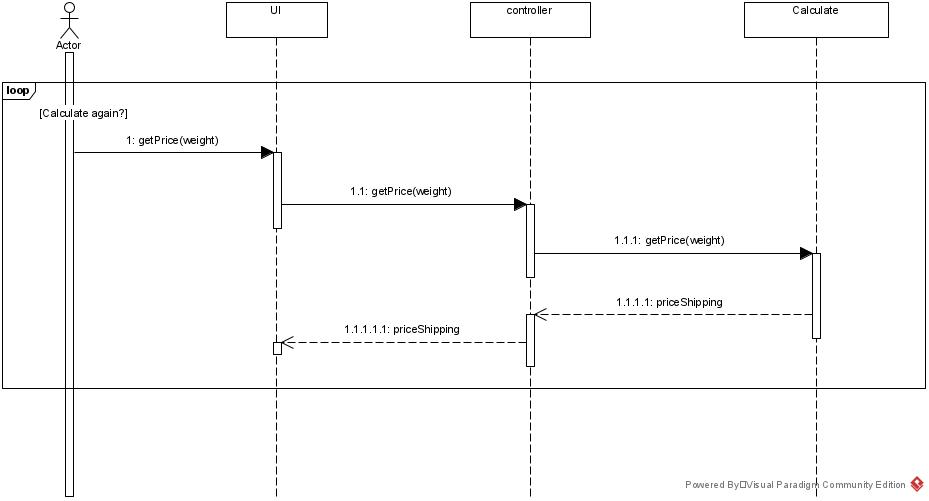 UI
controller
Calculate
Actor
loop
[Calculate again?]
1: getPrice(weight)
1.1: getPrice(weight)
1.1.1: getPrice(weight)
1.1.1.1: priceShipping
1.1.1.1.1: priceShipping
Powered By▯Visual Paradigm Community Edition